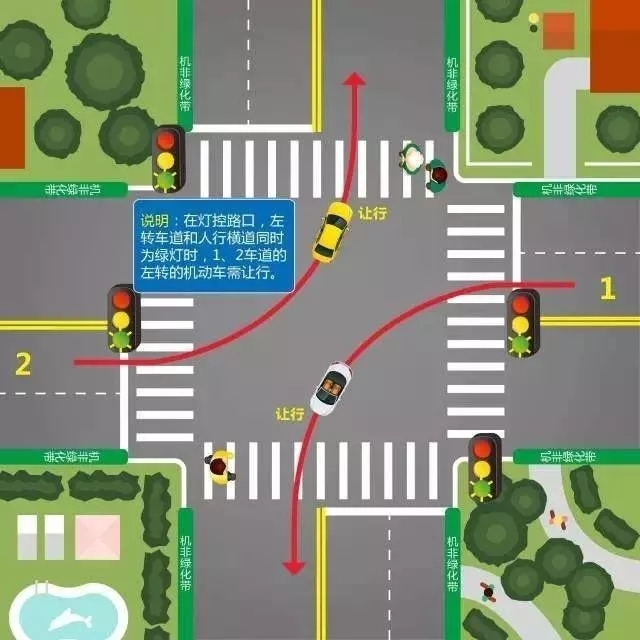 机非绿化带
机非绿化带
机非绿化带
机非绿化带
让行
说明：在灯控路口，左
转车道和人行横道同时
为绿灯时，1、2车道的
左转的机动车需让行。
1
2
让行
机非绿化带
机非绿化带
机非绿化带
机非绿化带